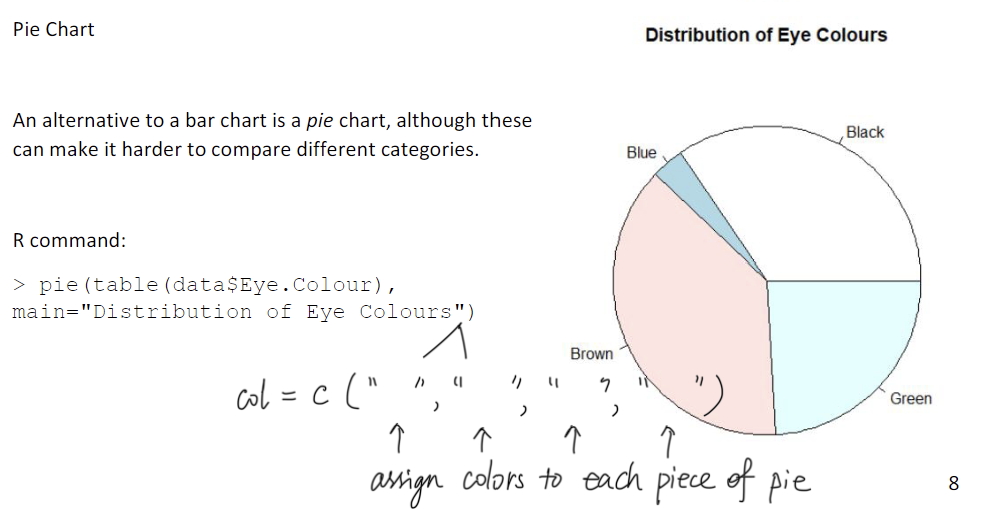 Pie Chart
Distribution of Eye Colours
An alternative to a bar chart is a pie chart, although these
can make it harder to compare different categories.
R command:
> pie(table(data$Eye.Colour),
main="Distribution of Eye Colours")
Black
Blue
Brown
Green
col = c (" ", " ", " ", " ")
assign colors to each piece of pie
8